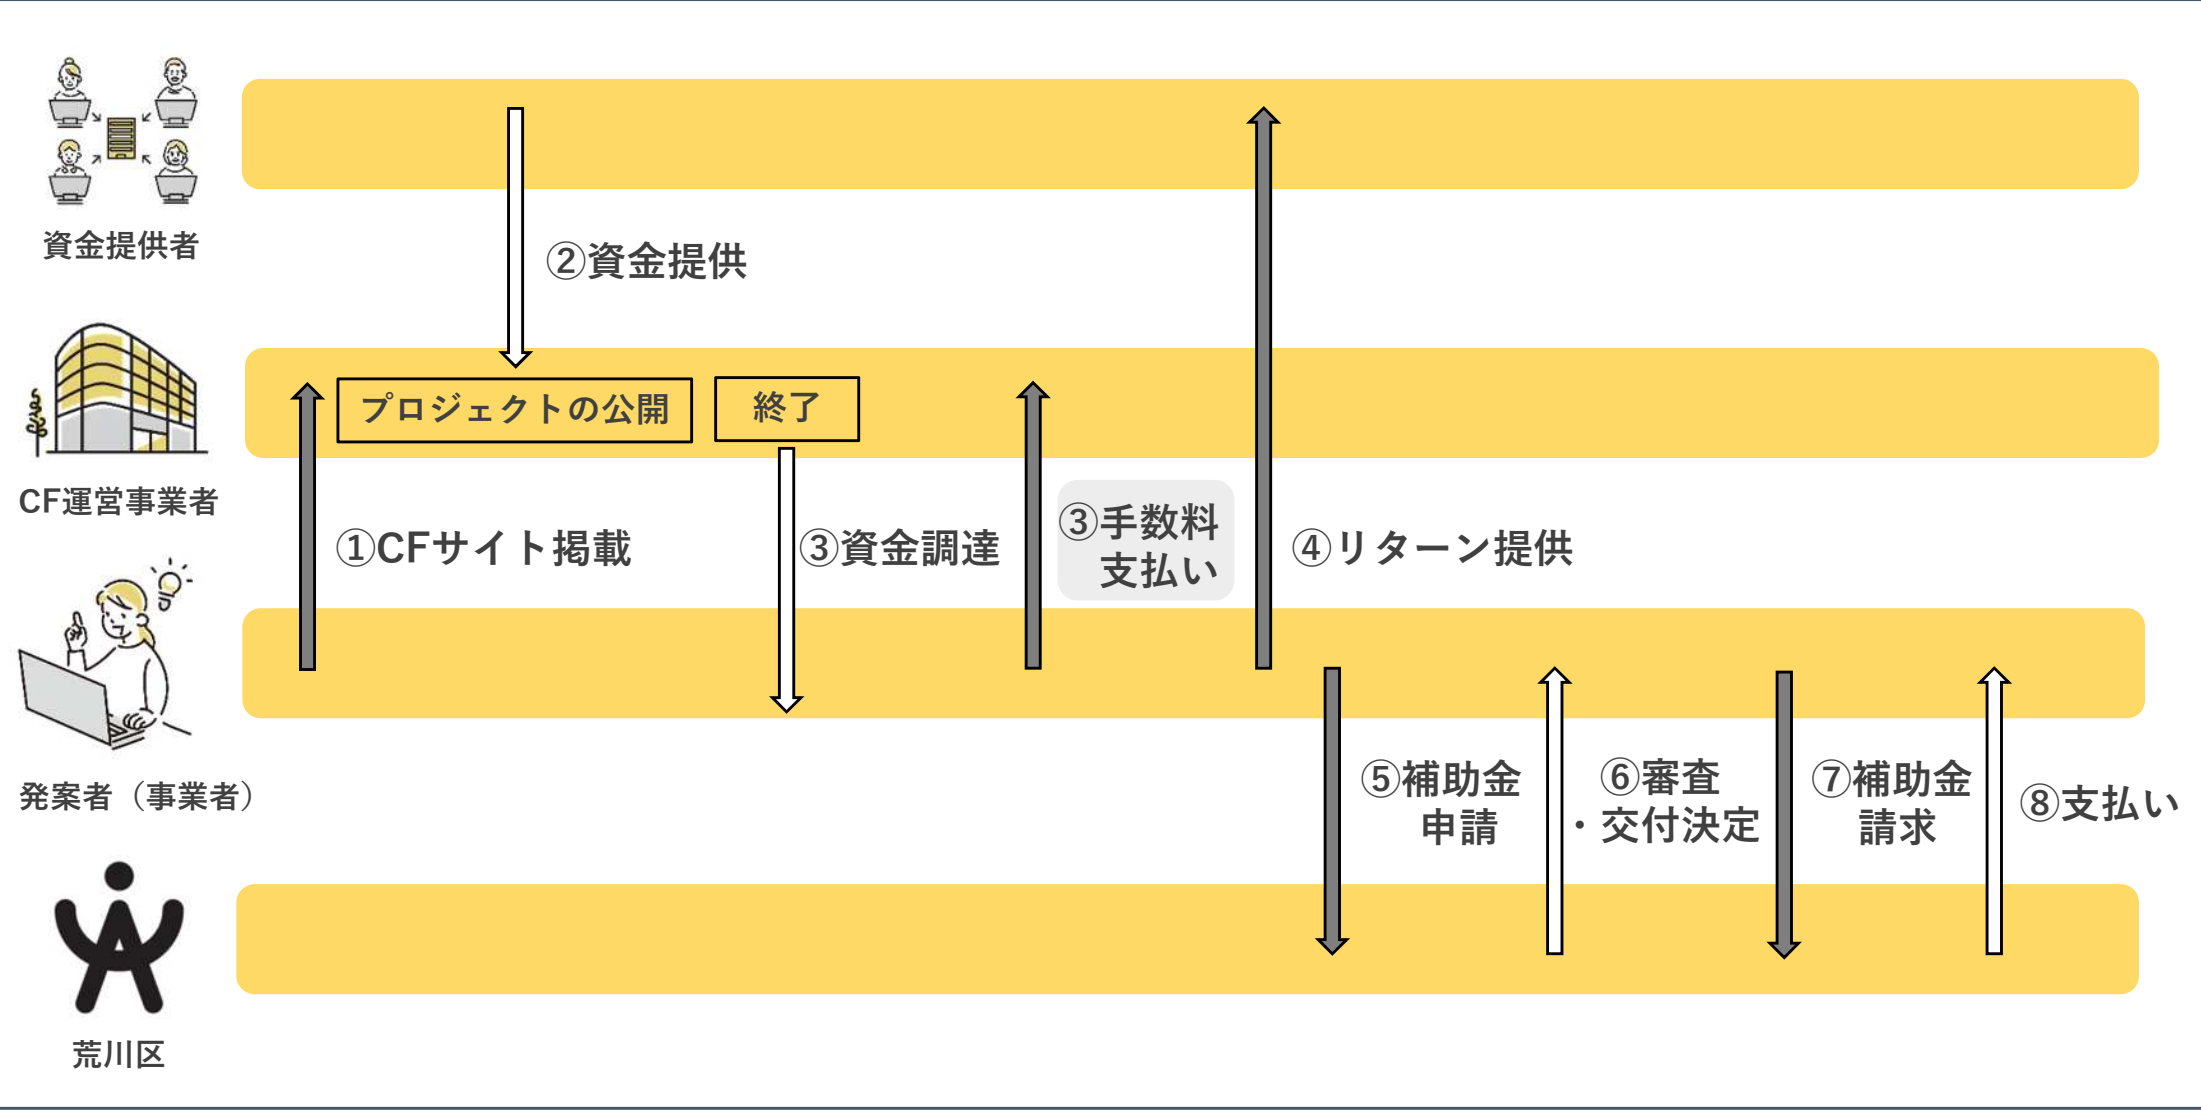 資金提供者
②資金提供
プロジェクトの公開
終了
CF運営事業者
①CFサイト掲載
③資金調達
③手数料
支払い
④リターン提供
発案者（事業者）
⑤補助金
申請
⑥審査
・交付決定
⑦補助金
請求
⑧支払い
荒川区